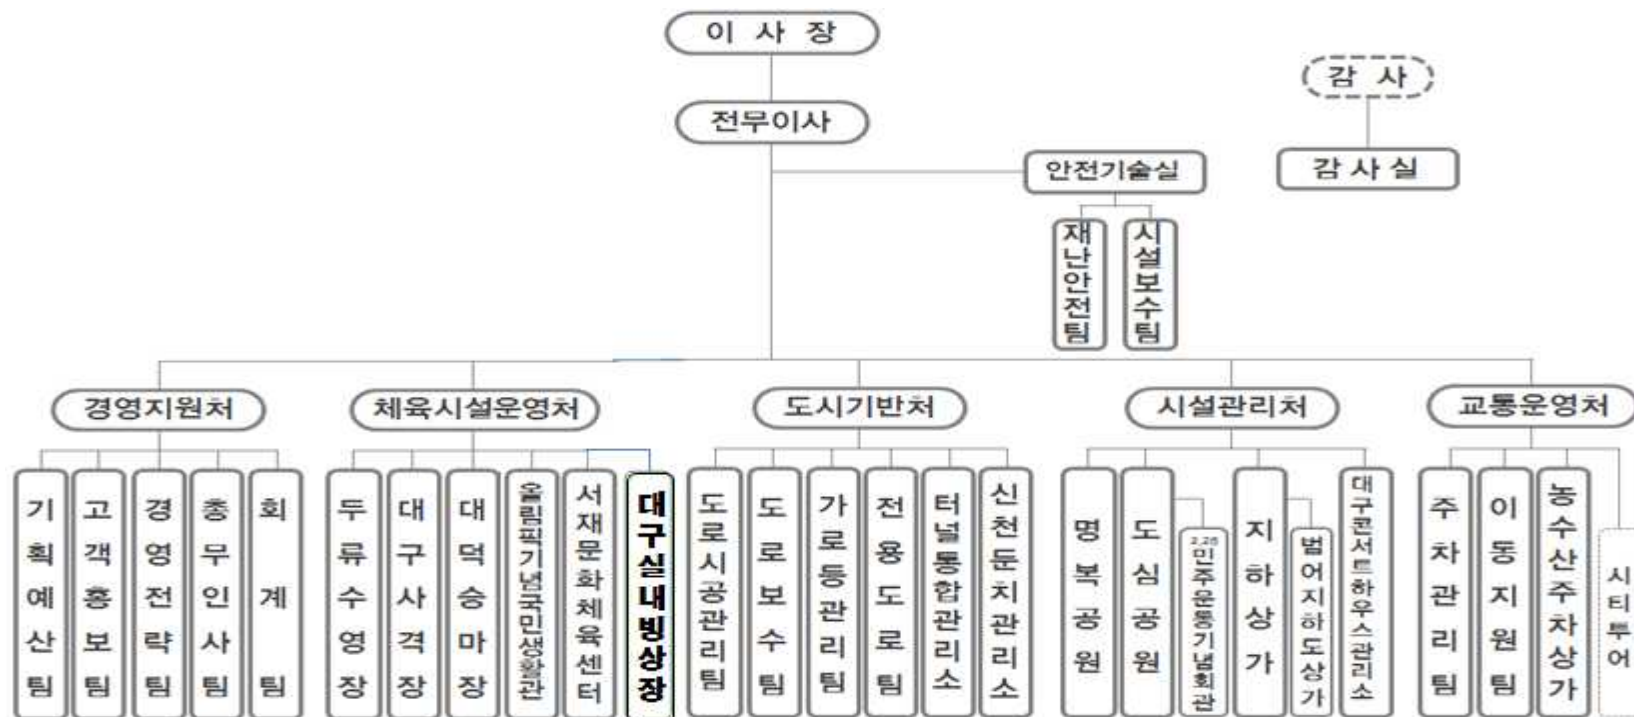 이 사 장
감 사
전무이사
안전기술실
감 사 실
재난안전팀
시설보수팀
경영지원처
체육시설운영처
도시기반처
시설관리처
교통운영처
기획예산팀
고객홍보팀
경영전략팀
총무인사팀
회계팀
두류수영장
대구사격장
대덕승마장
올림픽기념국민생활관
서재문화체육센터
대구실내빙상장
도로시공관리팀
도로보수팀
가로등관리팀
전용도로팀
터널통합관리소
신천둔치관리소
명복공원
도심공원
2.28민주운동기념회관
지하상가
범어지하도상가
대구콘서트하우스관리소
주차관리팀
이동지원팀
농수산주차상가
시티투어